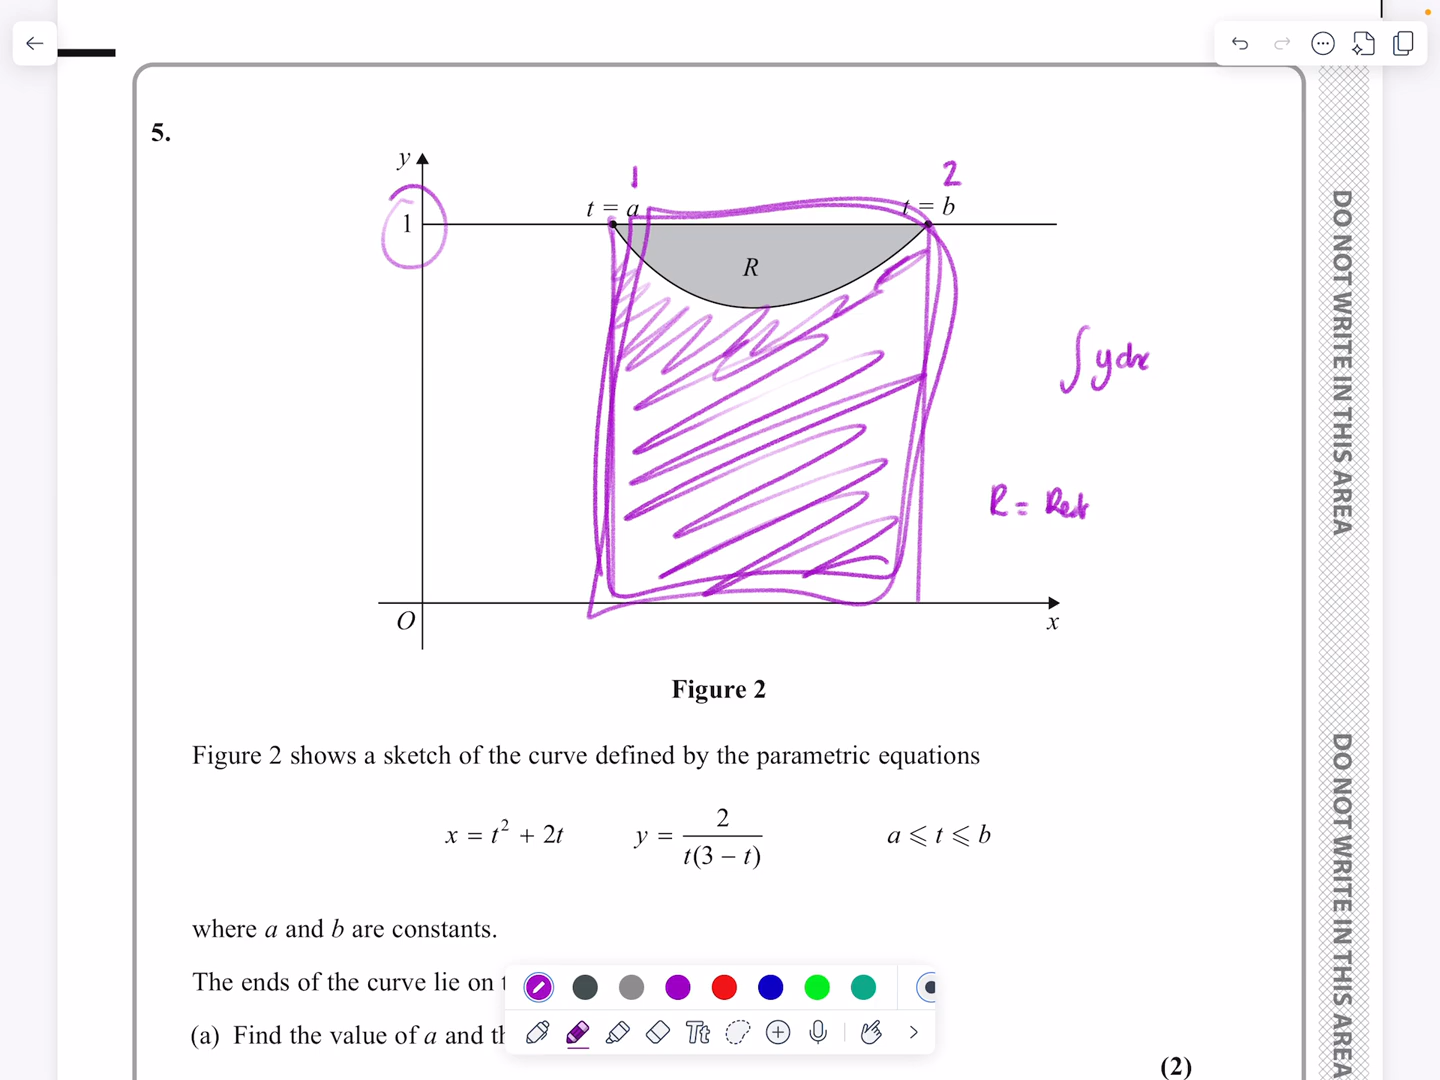 5.
y
1
2
t = a
t = b
1
R
∫ y dx
R = Rect
O
x
Figure 2
Figure 2 shows a sketch of the curve defined by the parametric equations
x = t² + 2t y = 2/(t(3 − t)) a ⩽ t ⩽ b
where a and b are constants.
The ends of the curve lie on
(a) Find the value of a and
Tt
(2)
DO NOT WRITE IN THIS AREA
DO NOT WRITE IN THIS AREA